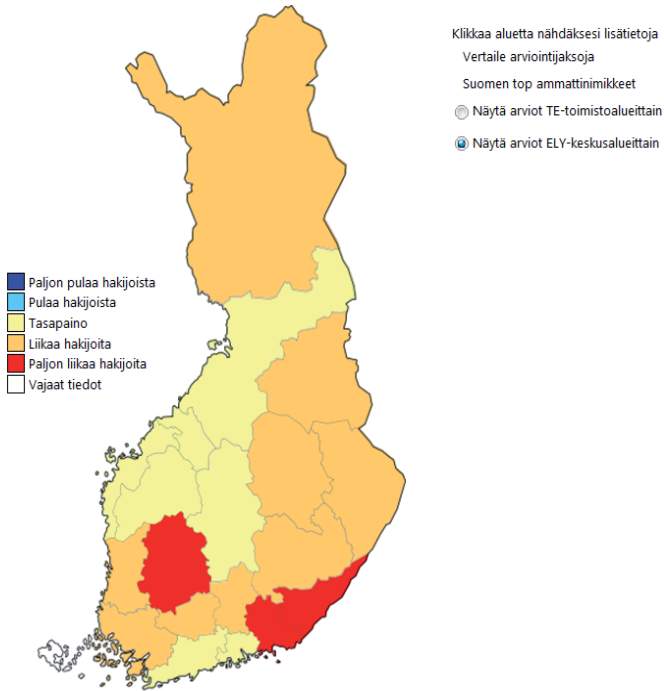 Klikkaa aluetta nähdäksesi lisätietoja
Vertaile arviointijaksoja
Suomen top ammattinimikkeet
Näytä arviot TE-toimistoalueittain
Näytä arviot ELY-keskusalueittain
Paljon pulaa hakijoista
Pulaa hakijoista
Tasapaino
Liikaa hakijoita
Paljon liikaa hakijoita
Vajaat tiedot